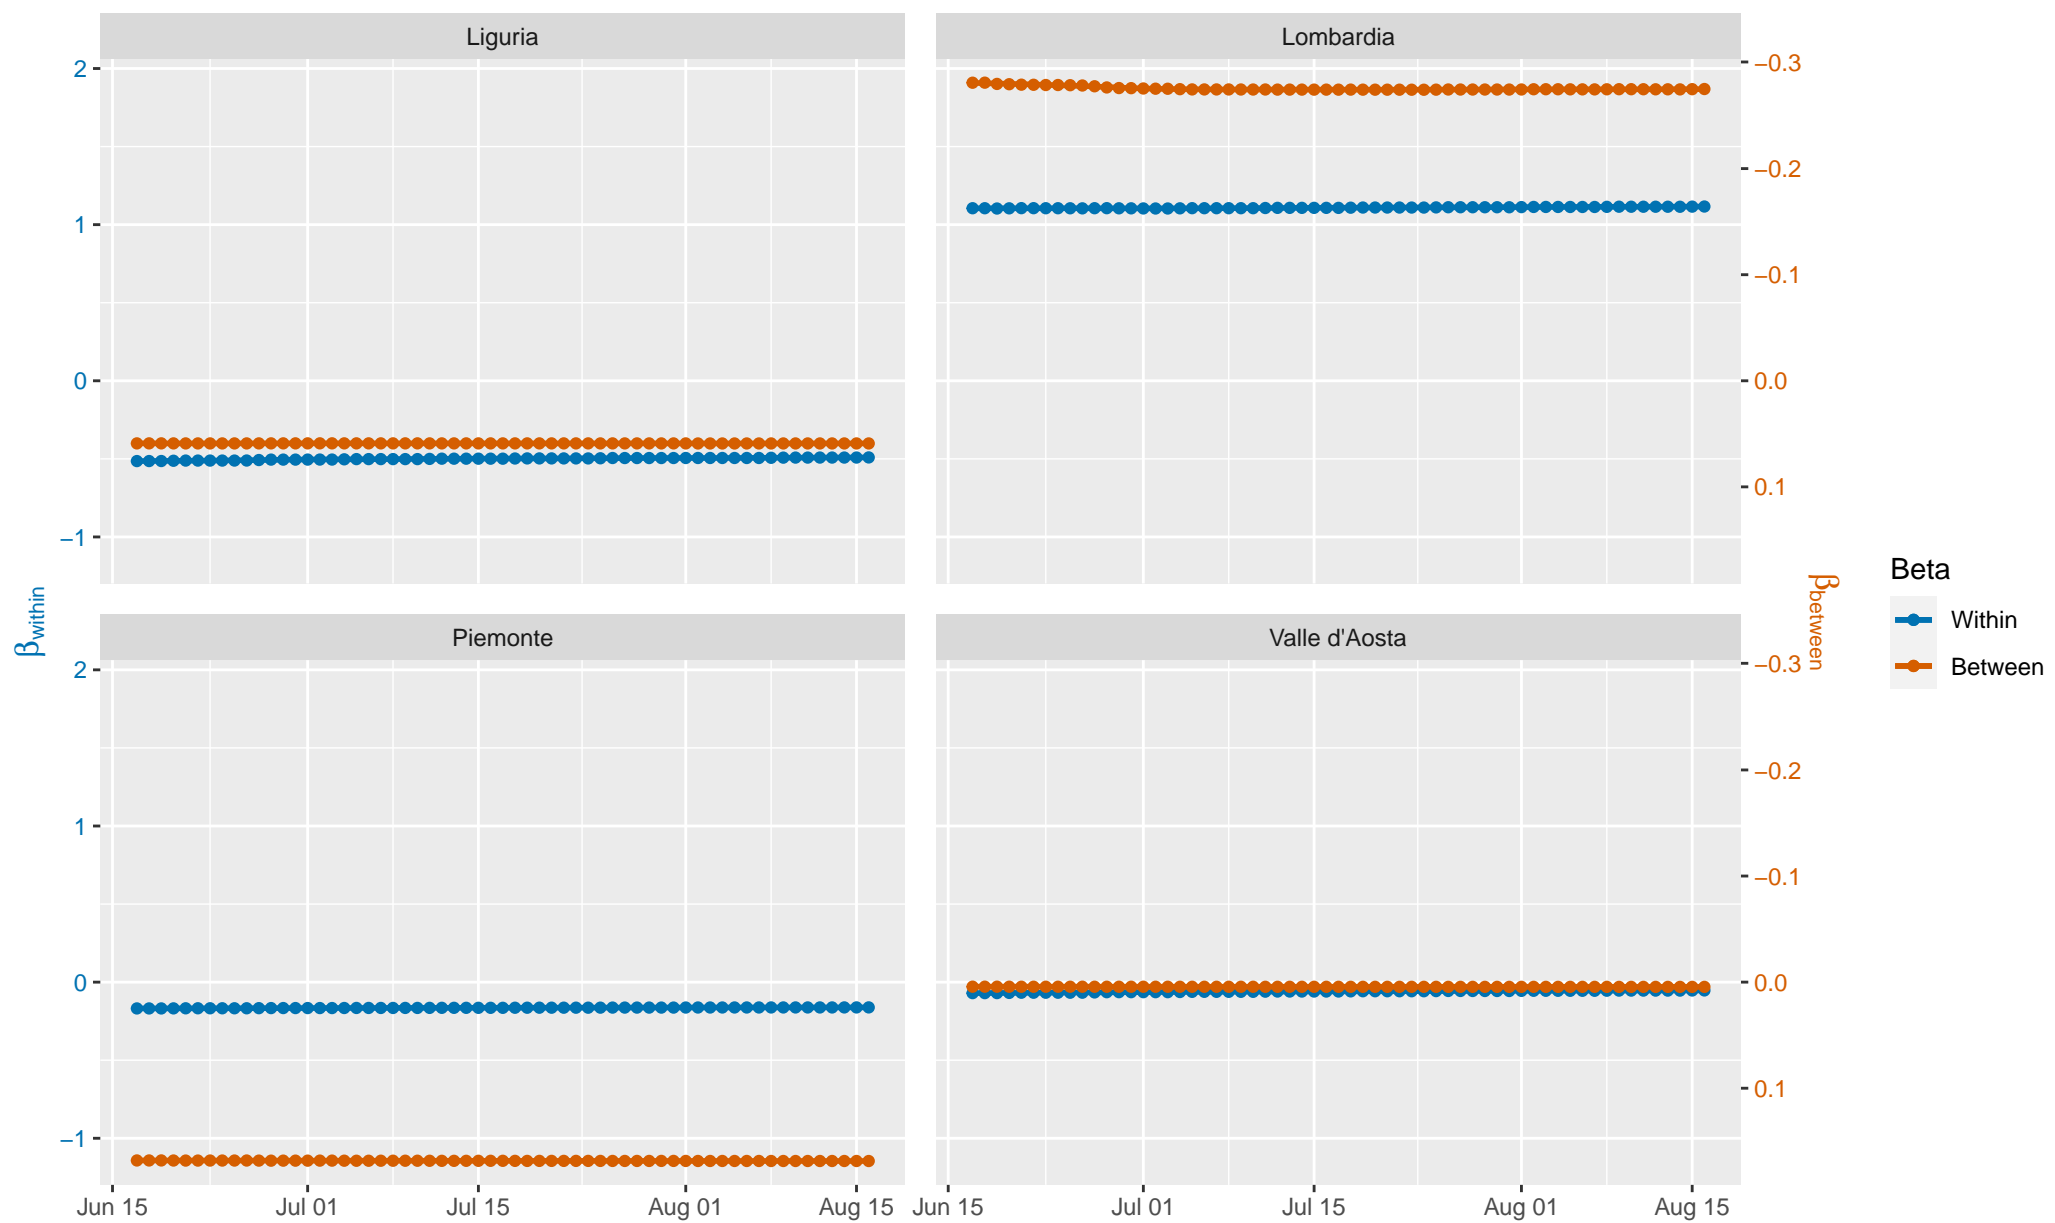 Liguria
Lombardia
2
1
0
−1
−0.3
−0.2
−0.1
0.0
0.1
Piemonte
Valle d'Aosta
2
1
0
−1
−0.3
−0.2
−0.1
0.0
0.1
Jun 15 Jul 01 Jul 15 Aug 01 Aug 15
Jun 15 Jul 01 Jul 15 Aug 01 Aug 15
βwithin
βbetween
Beta
Within
Between